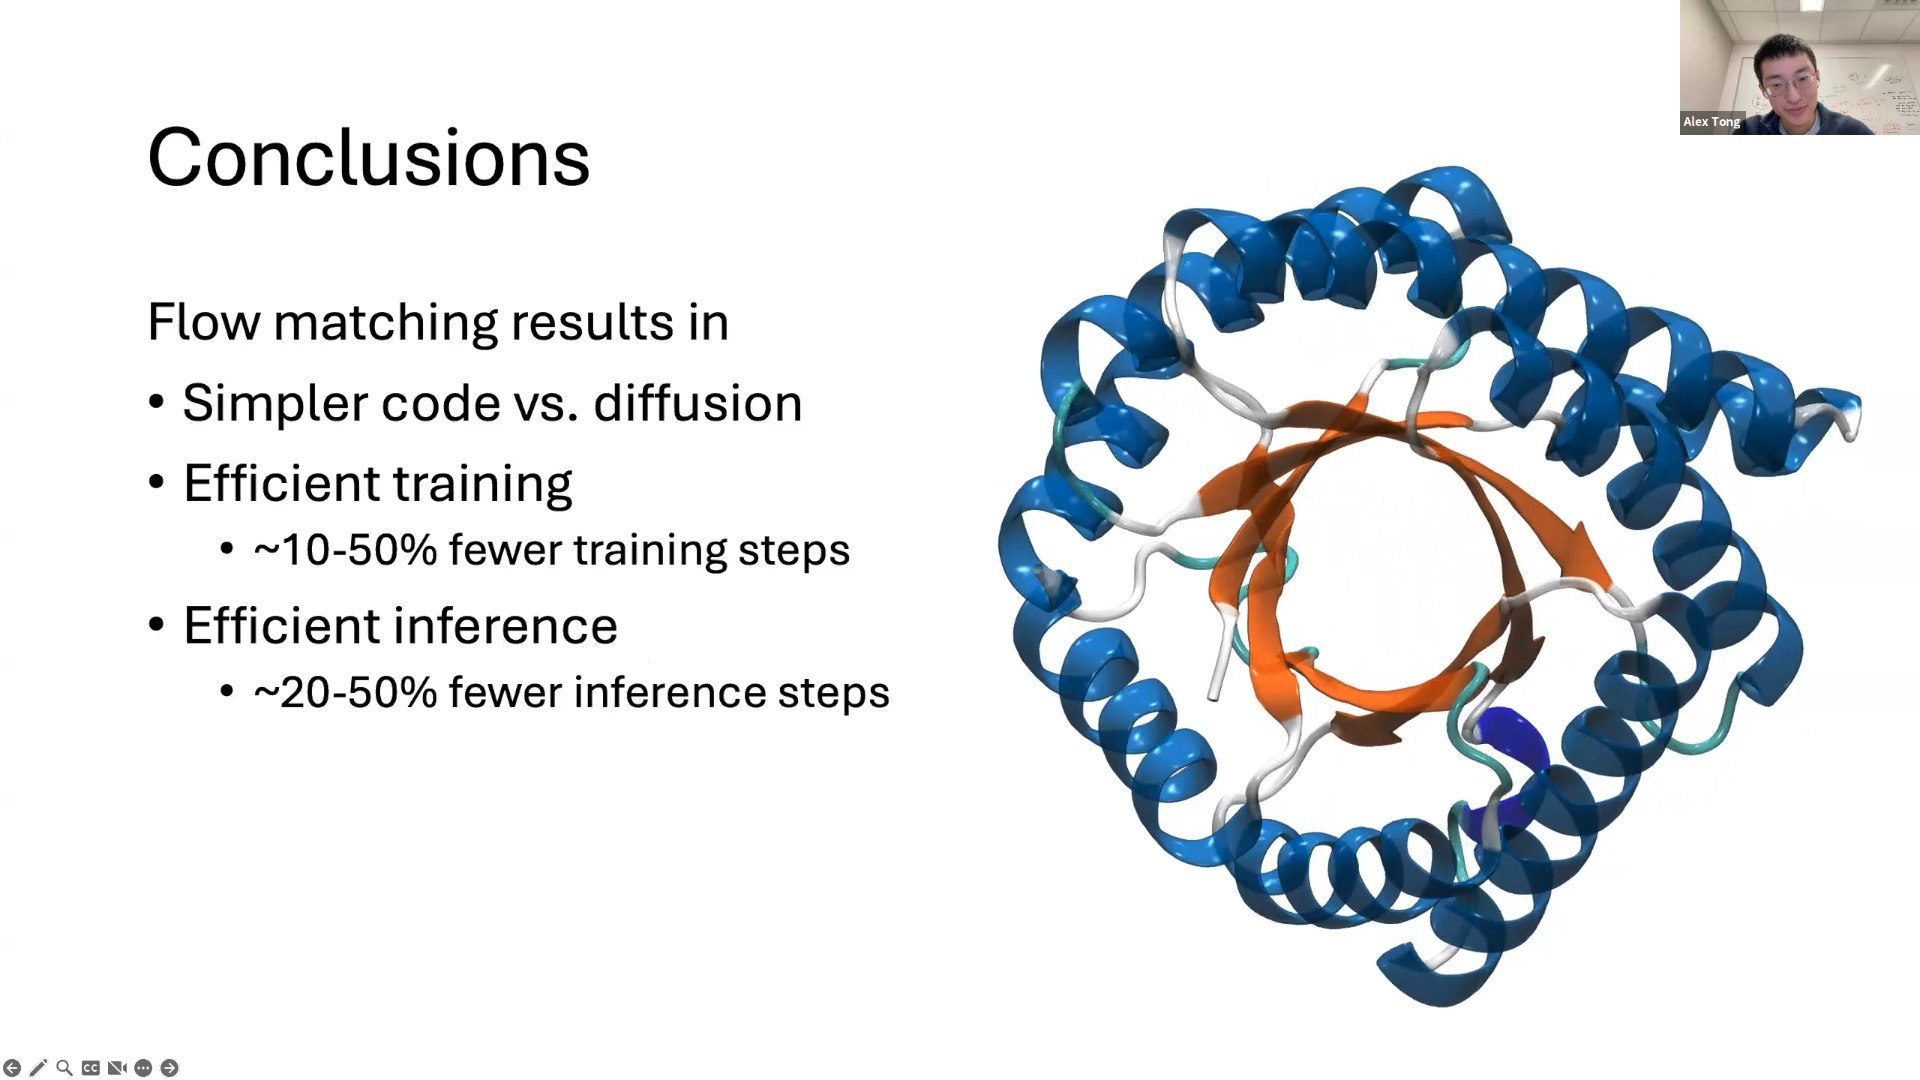 Alex Tong
Conclusions
Flow matching results in
• Simpler code vs. diffusion
• Efficient training
• ~10-50% fewer training steps
• Efficient inference
• ~20-50% fewer inference steps
CC